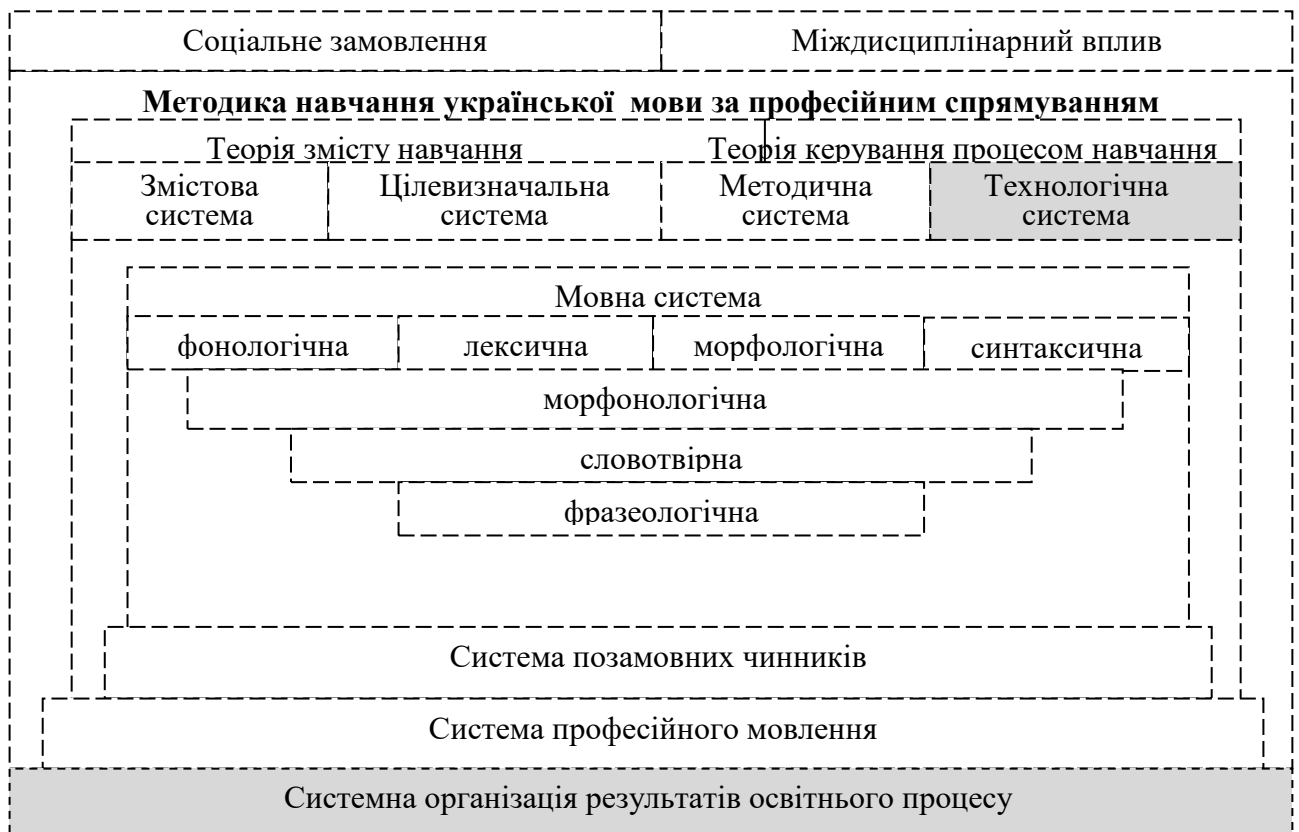 Соціальне замовлення
Міждисциплінарний вплив
Методика навчання української мови за професійним спрямуванням
Теорія змісту навчання
Теорія керування процесом навчання
Змістова
система
Цілевизначальна
система
Методична
система
Технологічна
система
Мовна система
фонологічна
лексична
морфологічна
синтаксична
морфонологічна
словотвірна
фразеологічна
Система позамовних чинників
Система професійного мовлення
Системна організація результатів освітнього процесу